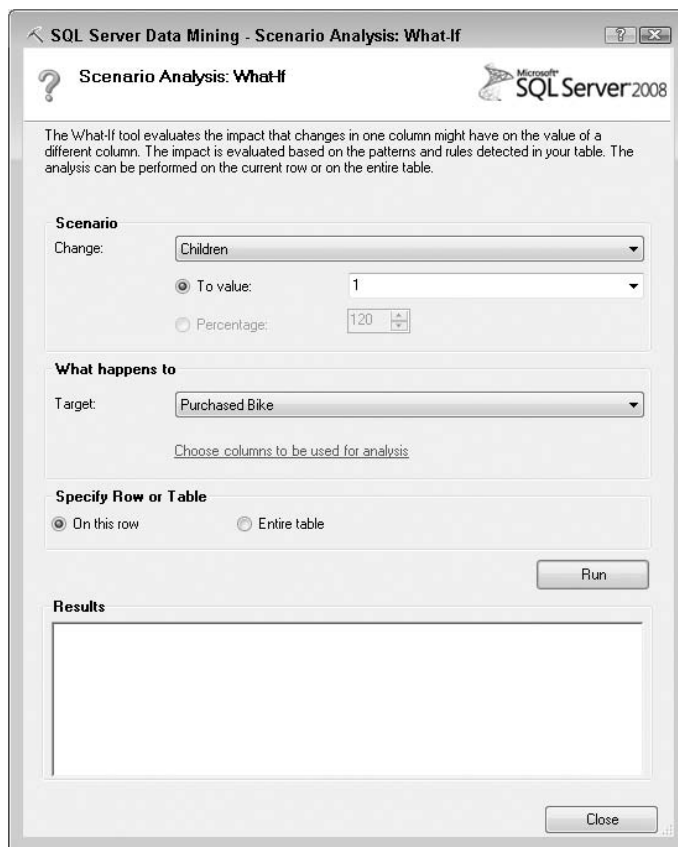 SQL Server Data Mining - Scenario Analysis: What-If
Scenario Analysis: What-If
Microsoft
SQL Server 2008
The What-If tool evaluates the impact that changes in one column might have on the value of a
different column. The impact is evaluated based on the patterns and rules detected in your table. The
analysis can be performed on the current row or on the entire table.
Scenario
Change:
Children
To value:
1
Percentage:
120
What happens to
Target:
Purchased Bike
Choose columns to be used for analysis
Specify Row or Table
On this row
Entire table
Run
Results
Close